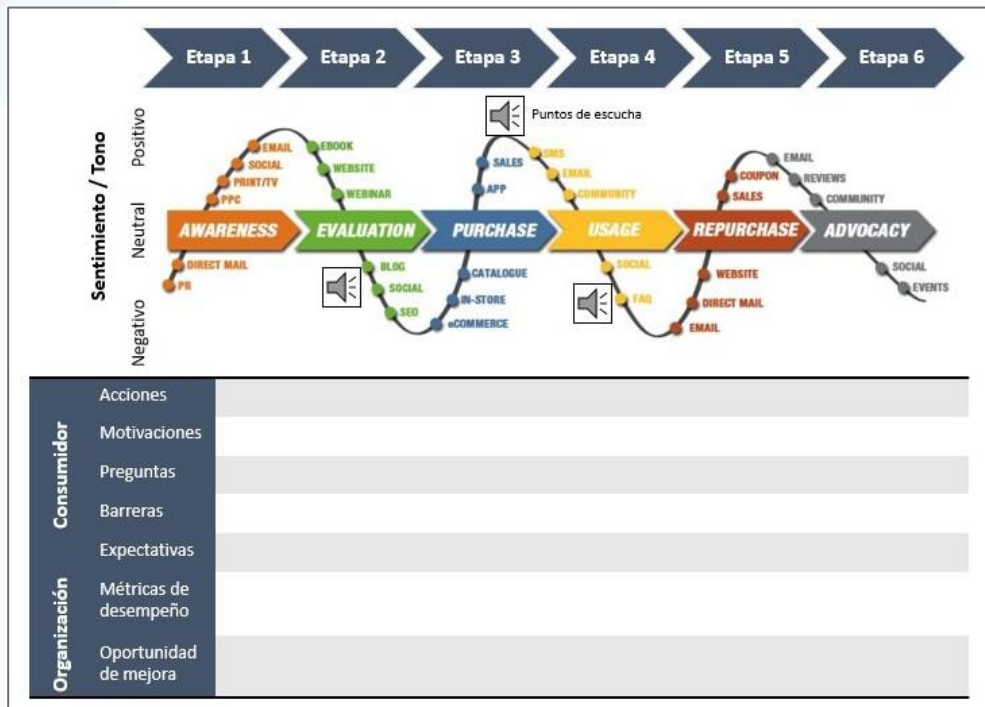 Etapa 1
Etapa 2
Etapa 3
Etapa 4
Etapa 5
Etapa 6
Sentimiento / Tono
Positivo
Neutral
Negativo
Puntos de escucha
EMAIL
SOCIAL
PRINT/TV
PPC
AWARENESS
DIRECT MAIL
PR
EBOOK
WEBSITE
WEBINAR
EVALUATION
BLOG
SOCIAL
SEO
SALES
APP
PURCHASE
CATALOGUE
IN-STORE
eCOMMERCE
SMS
EMAIL
COMMUNITY
USAGE
SOCIAL
FAQ
COUPON
SALES
REPURCHASE
WEBSITE
DIRECT MAIL
EMAIL
EMAIL
REVIEWS
COMMUNITY
ADVOCACY
SOCIAL
EVENTS
Consumidor
Acciones
Motivaciones
Preguntas
Barreras
Expectativas
Organización
Métricas de
desempeño
Oportunidad
de mejora